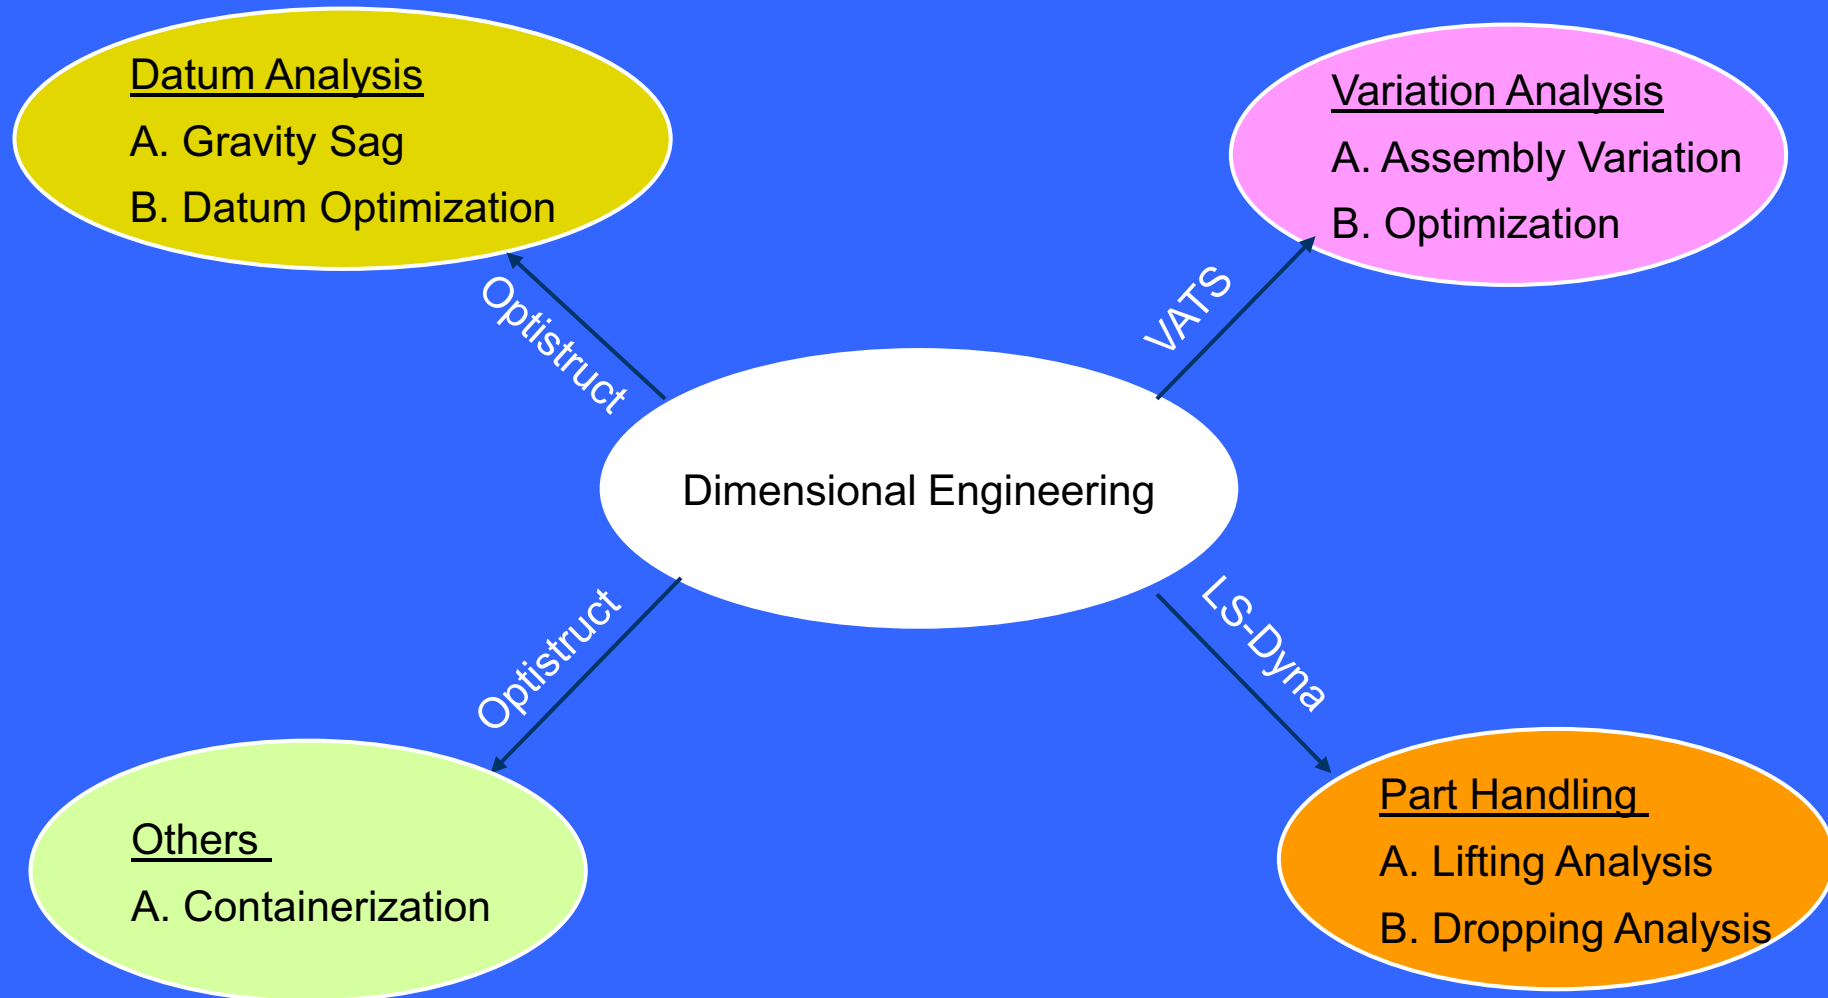 Datum Analysis
A. Gravity Sag
B. Datum Optimization
Variation Analysis
A. Assembly Variation
B. Optimization
Optistruct
VATS
Dimensional Engineering
Optistruct
LS-Dyna
Others
A. Containerization
Part Handling
A. Lifting Analysis
B. Dropping Analysis